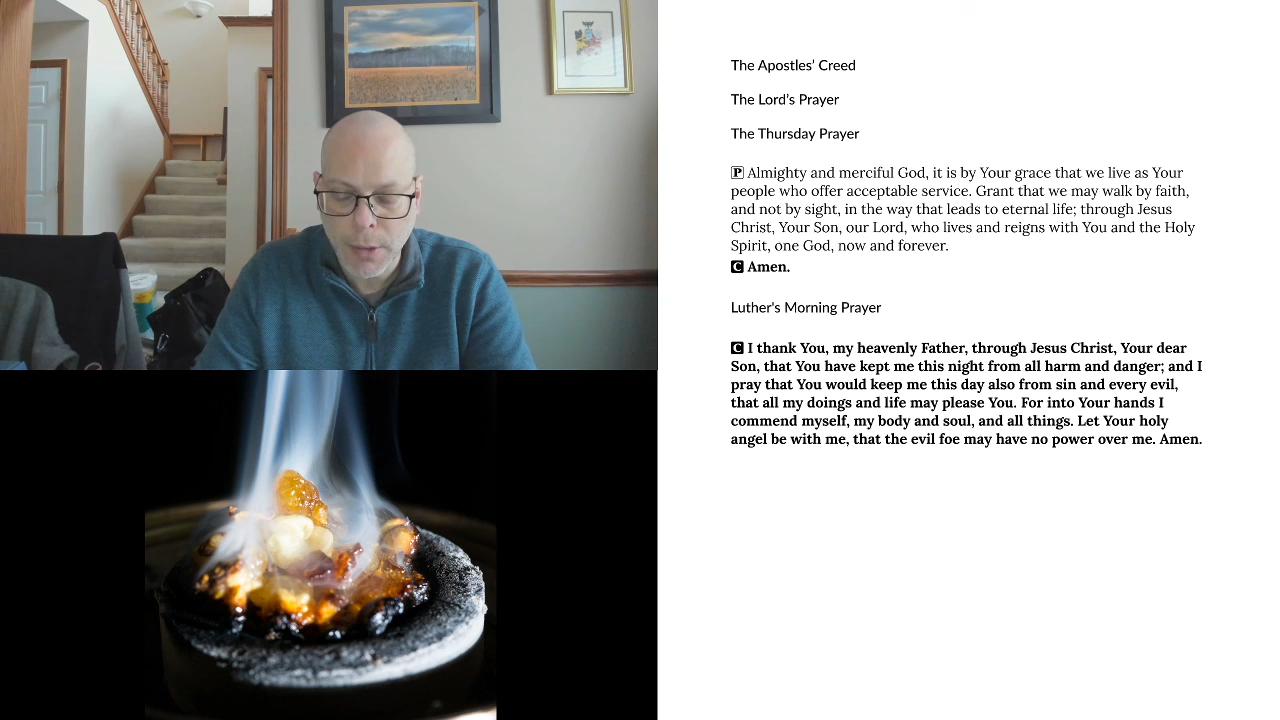 The Apostles' Creed
The Lord's Prayer
The Thursday Prayer
P Almighty and merciful God, it is by Your grace that we live as Your
people who offer acceptable service. Grant that we may walk by faith,
and not by sight, in the way that leads to eternal life; through Jesus
Christ, Your Son, our Lord, who lives and reigns with You and the Holy
Spirit, one God, now and forever.
C Amen.
Luther's Morning Prayer
C I thank You, my heavenly Father, through Jesus Christ, Your dear
Son, that You have kept me this night from all harm and danger; and I
pray that You would keep me this day also from sin and every evil,
that all my doings and life may please You. For into Your hands I
commend myself, my body and soul, and all things. Let Your holy
angel be with me, that the evil foe may have no power over me. Amen.